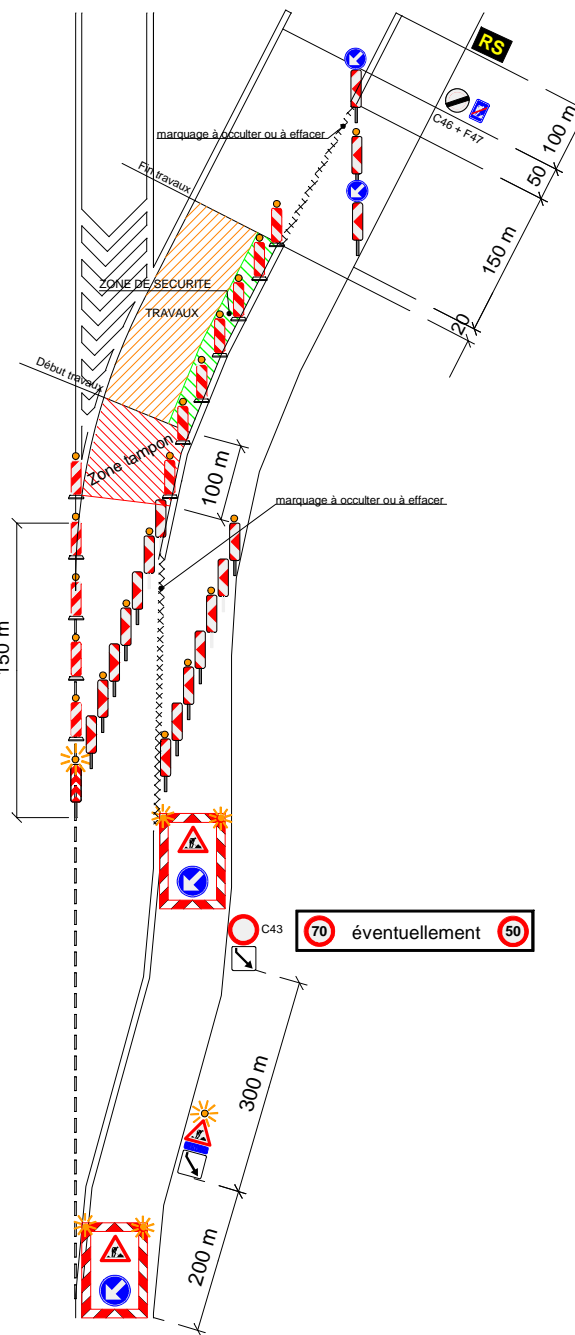 RS
C46 + F47
100 m
marquage à occulter ou à effacer
50
Fin travaux
150 m
ZONE DE SECURITE
TRAVAUX
20
Début travaux
Zone tampon
100 m
marquage à occulter ou à effacer
150 m
C43
70 éventuellement 50
300 m
200 m